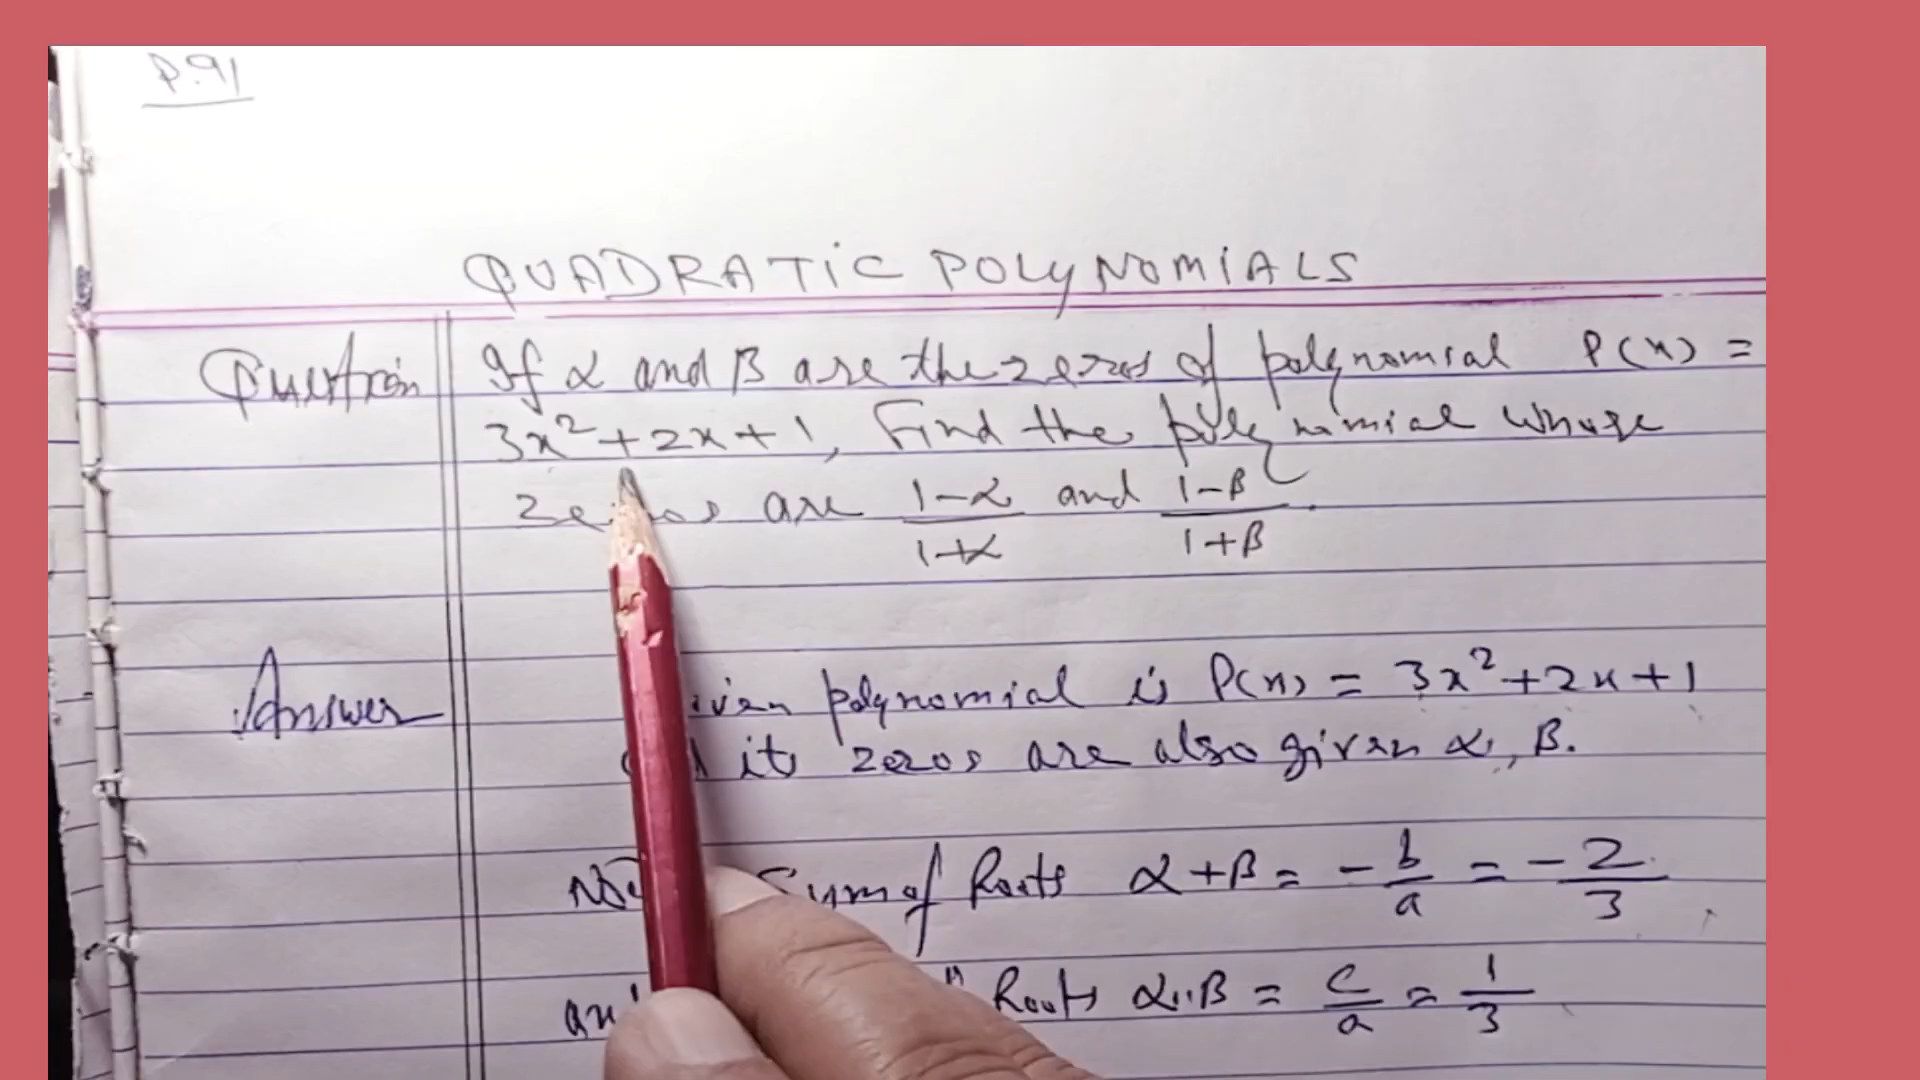 P.91
QUADRATIC POLYNOMIALS
Question If α and β are the zeros of polynomial P(x) =
3x²+2x+1, Find the polynomial whose
zeros are 1-α/1+α and 1-β/1+β.
Answer polynomial is P(x) = 3x²+2x+1
it zeros are also given α, β.
Sum of Roots α+β = -b/a = -2/3
Roots α.β = c/a = 1/3